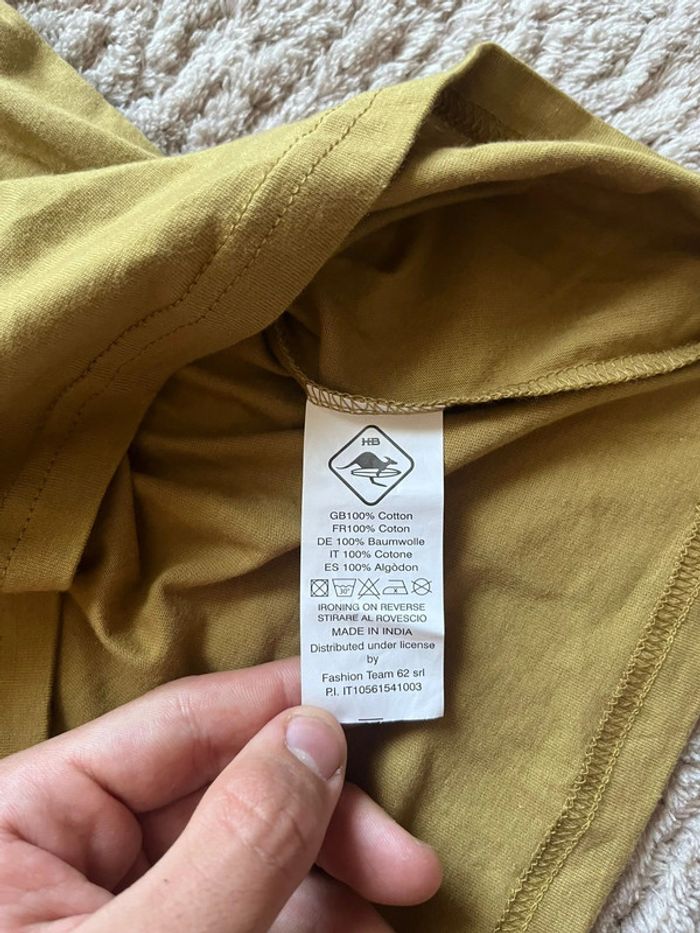 H-B
GB100% Cotton
FR100% Coton
DE 100% Baumwolle
IT 100% Cotone
ES 100% Algòdon
30°
IRONING ON REVERSE
STIRARE AL ROVESCIO
MADE IN INDIA
Distributed under license
by
Fashion Team 62 srl
P.I. IT10561541003